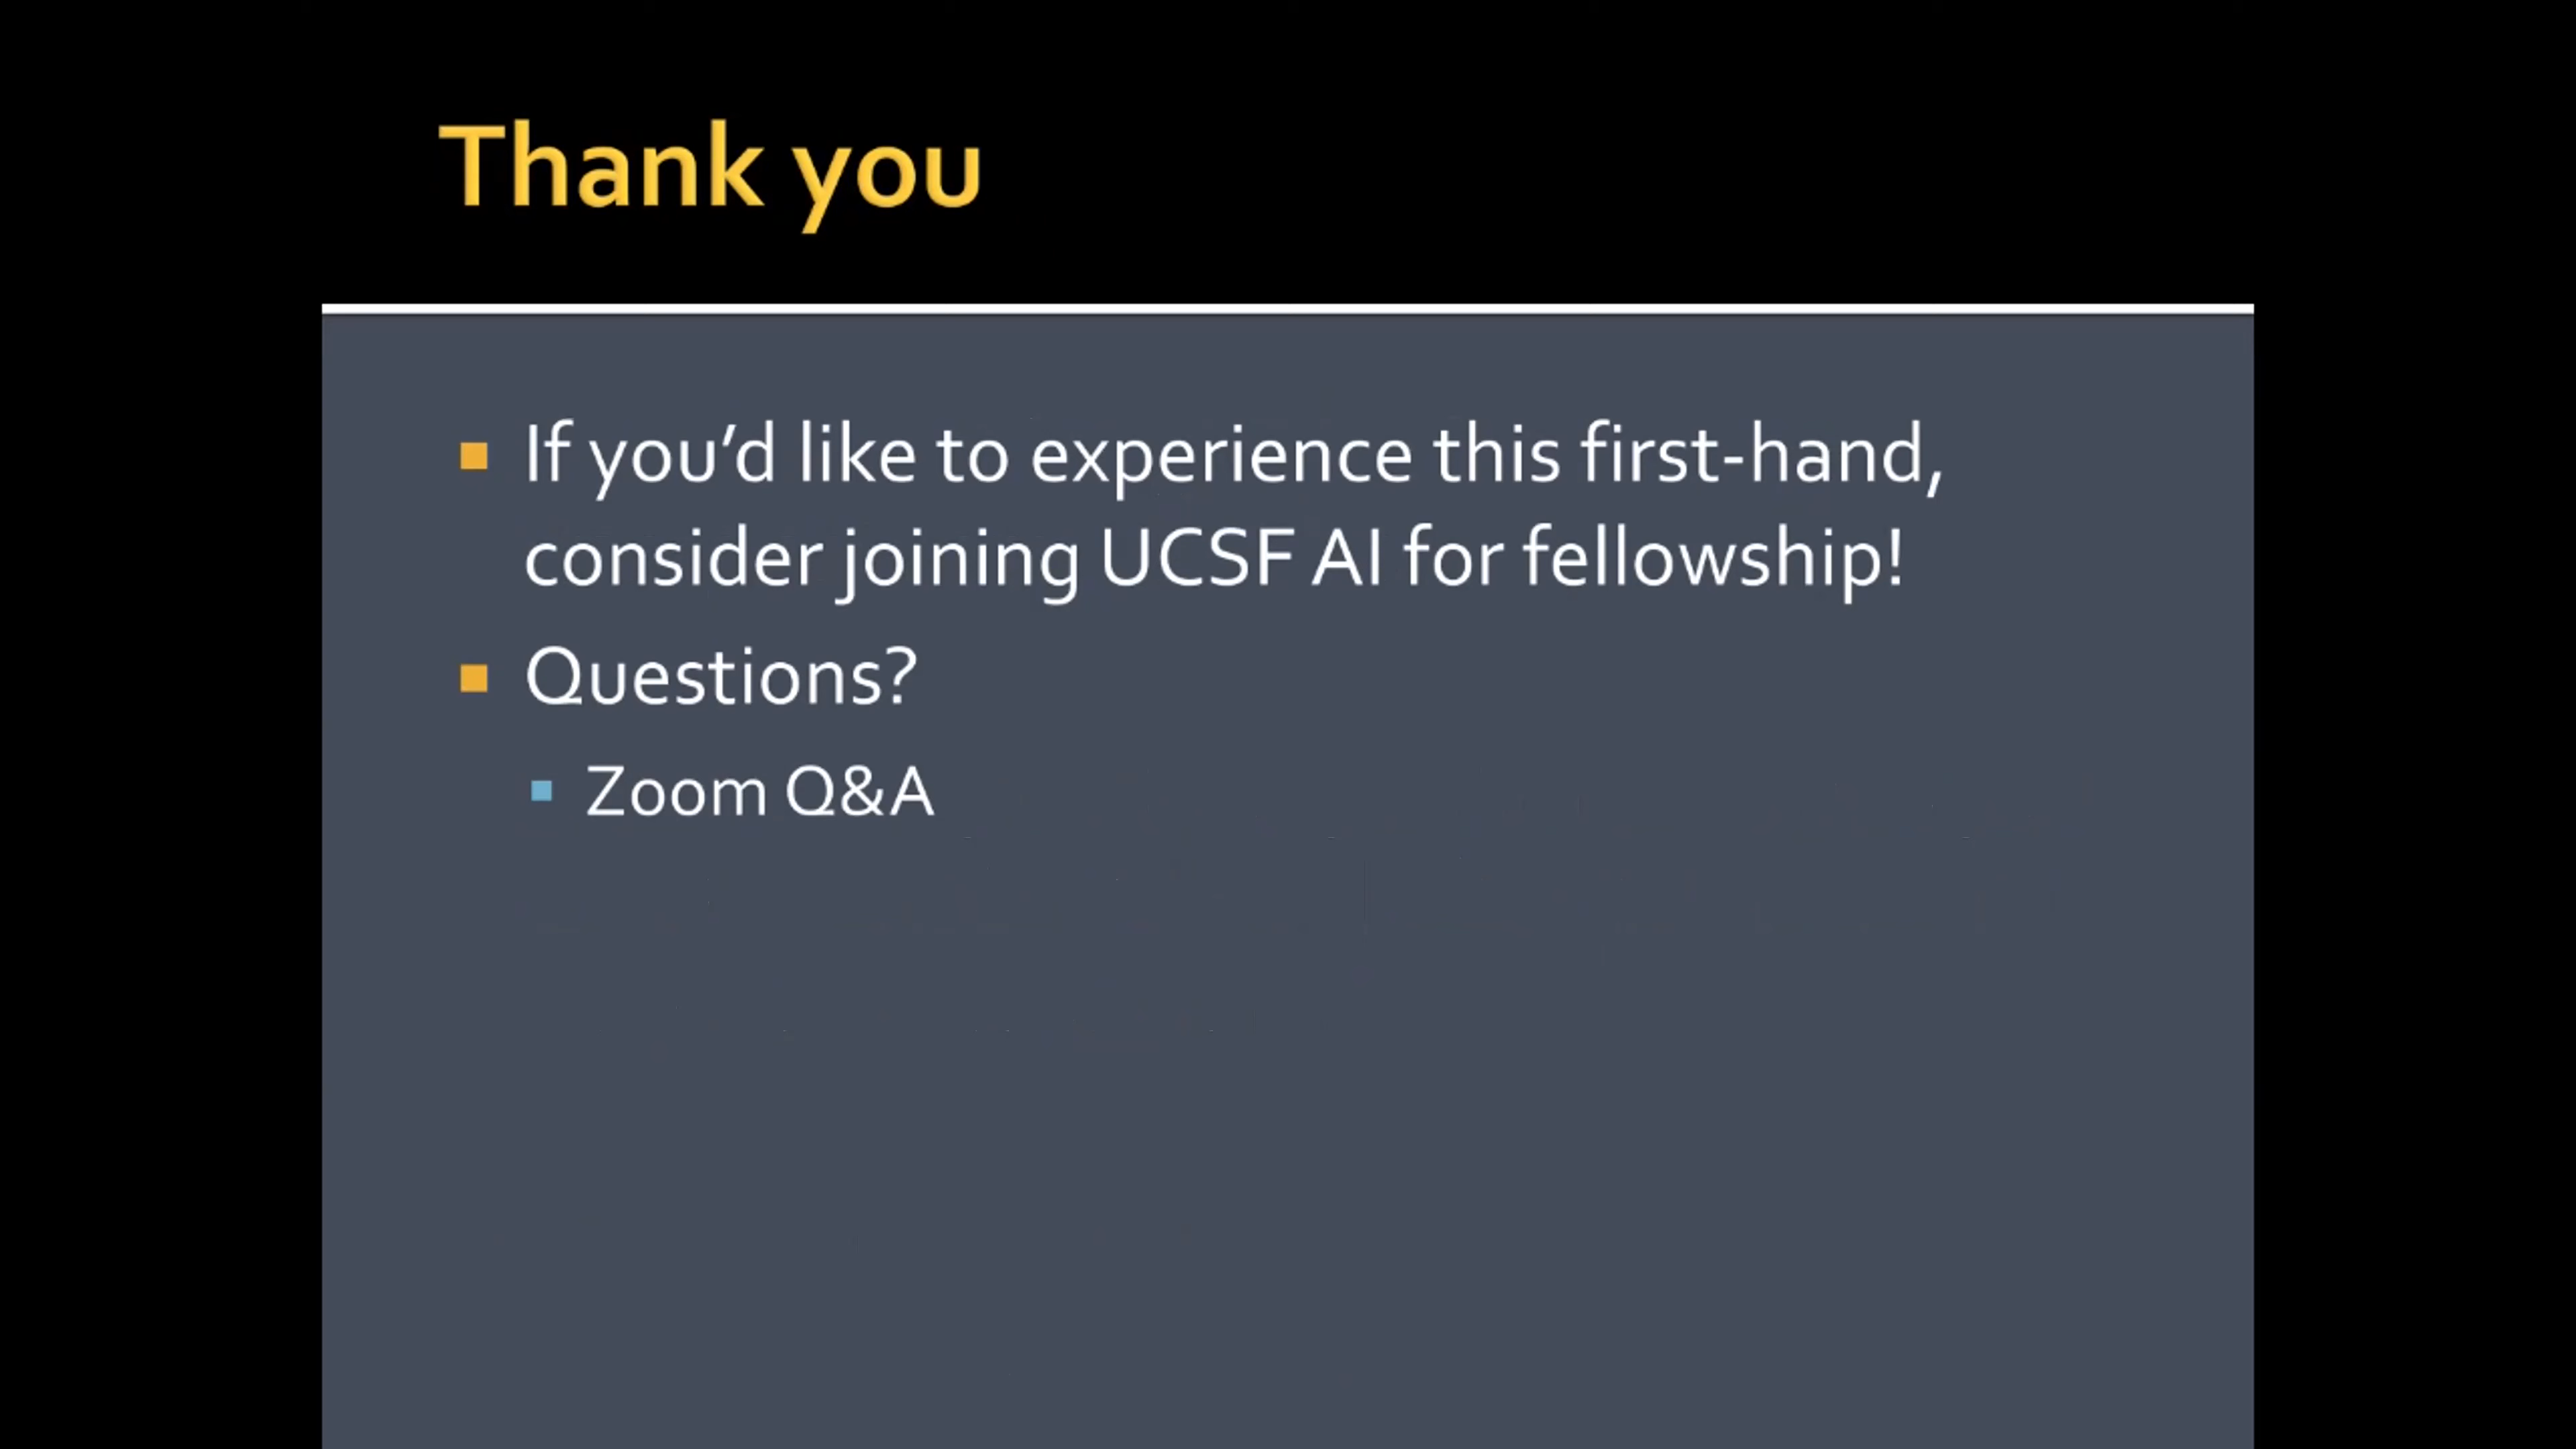 Thank you
If you’d like to experience this first-hand,
consider joining UCSF AI for fellowship!
Questions?
Zoom Q&A